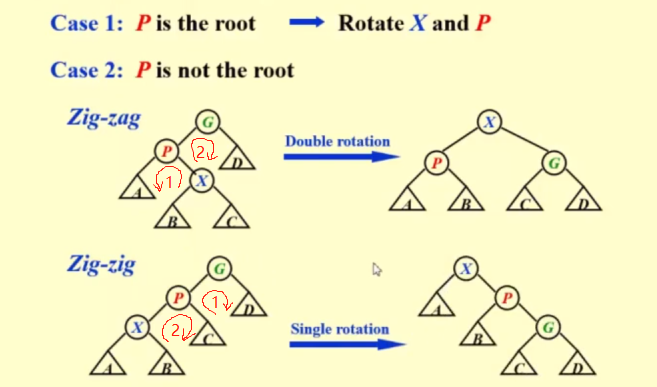 Case 1: P is the root → Rotate X and P
Case 2: P is not the root
Zig-zag
G
P
2
D
1
X
A
B
C
Double rotation
X
P
G
A
B
C
D
Zig-zig
G
P
1
D
X
2
C
A
B
Single rotation
X
A
P
B
G
C
D